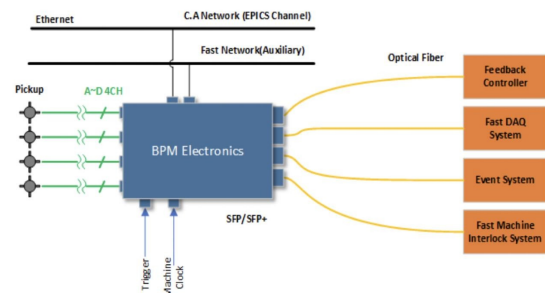 C.A Network (EPICS Channel)
Ethernet
Fast Network(Auxiliary)
Optical Fiber
Pickup
A~D 4CH
BPM Electronics
SFP/SFP+
Trigger
Machine
Clock
Feedback
Controller
Fast DAQ
System
Event System
Fast Machine
Interlock System